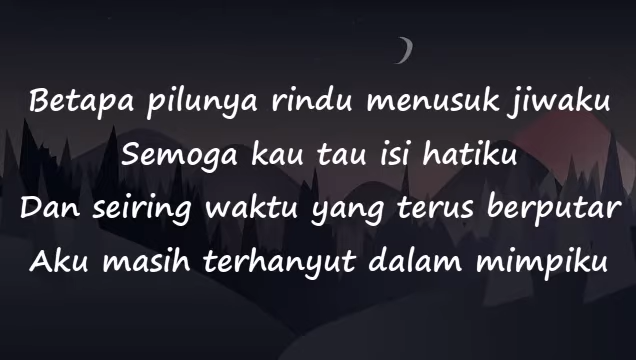 Betapa pilunya rindu menusuk jiwaku
Semoga kau tau isi hatiku
Dan seiring waktu yang terus berputar
Aku masih terhanyut dalam mimpiku